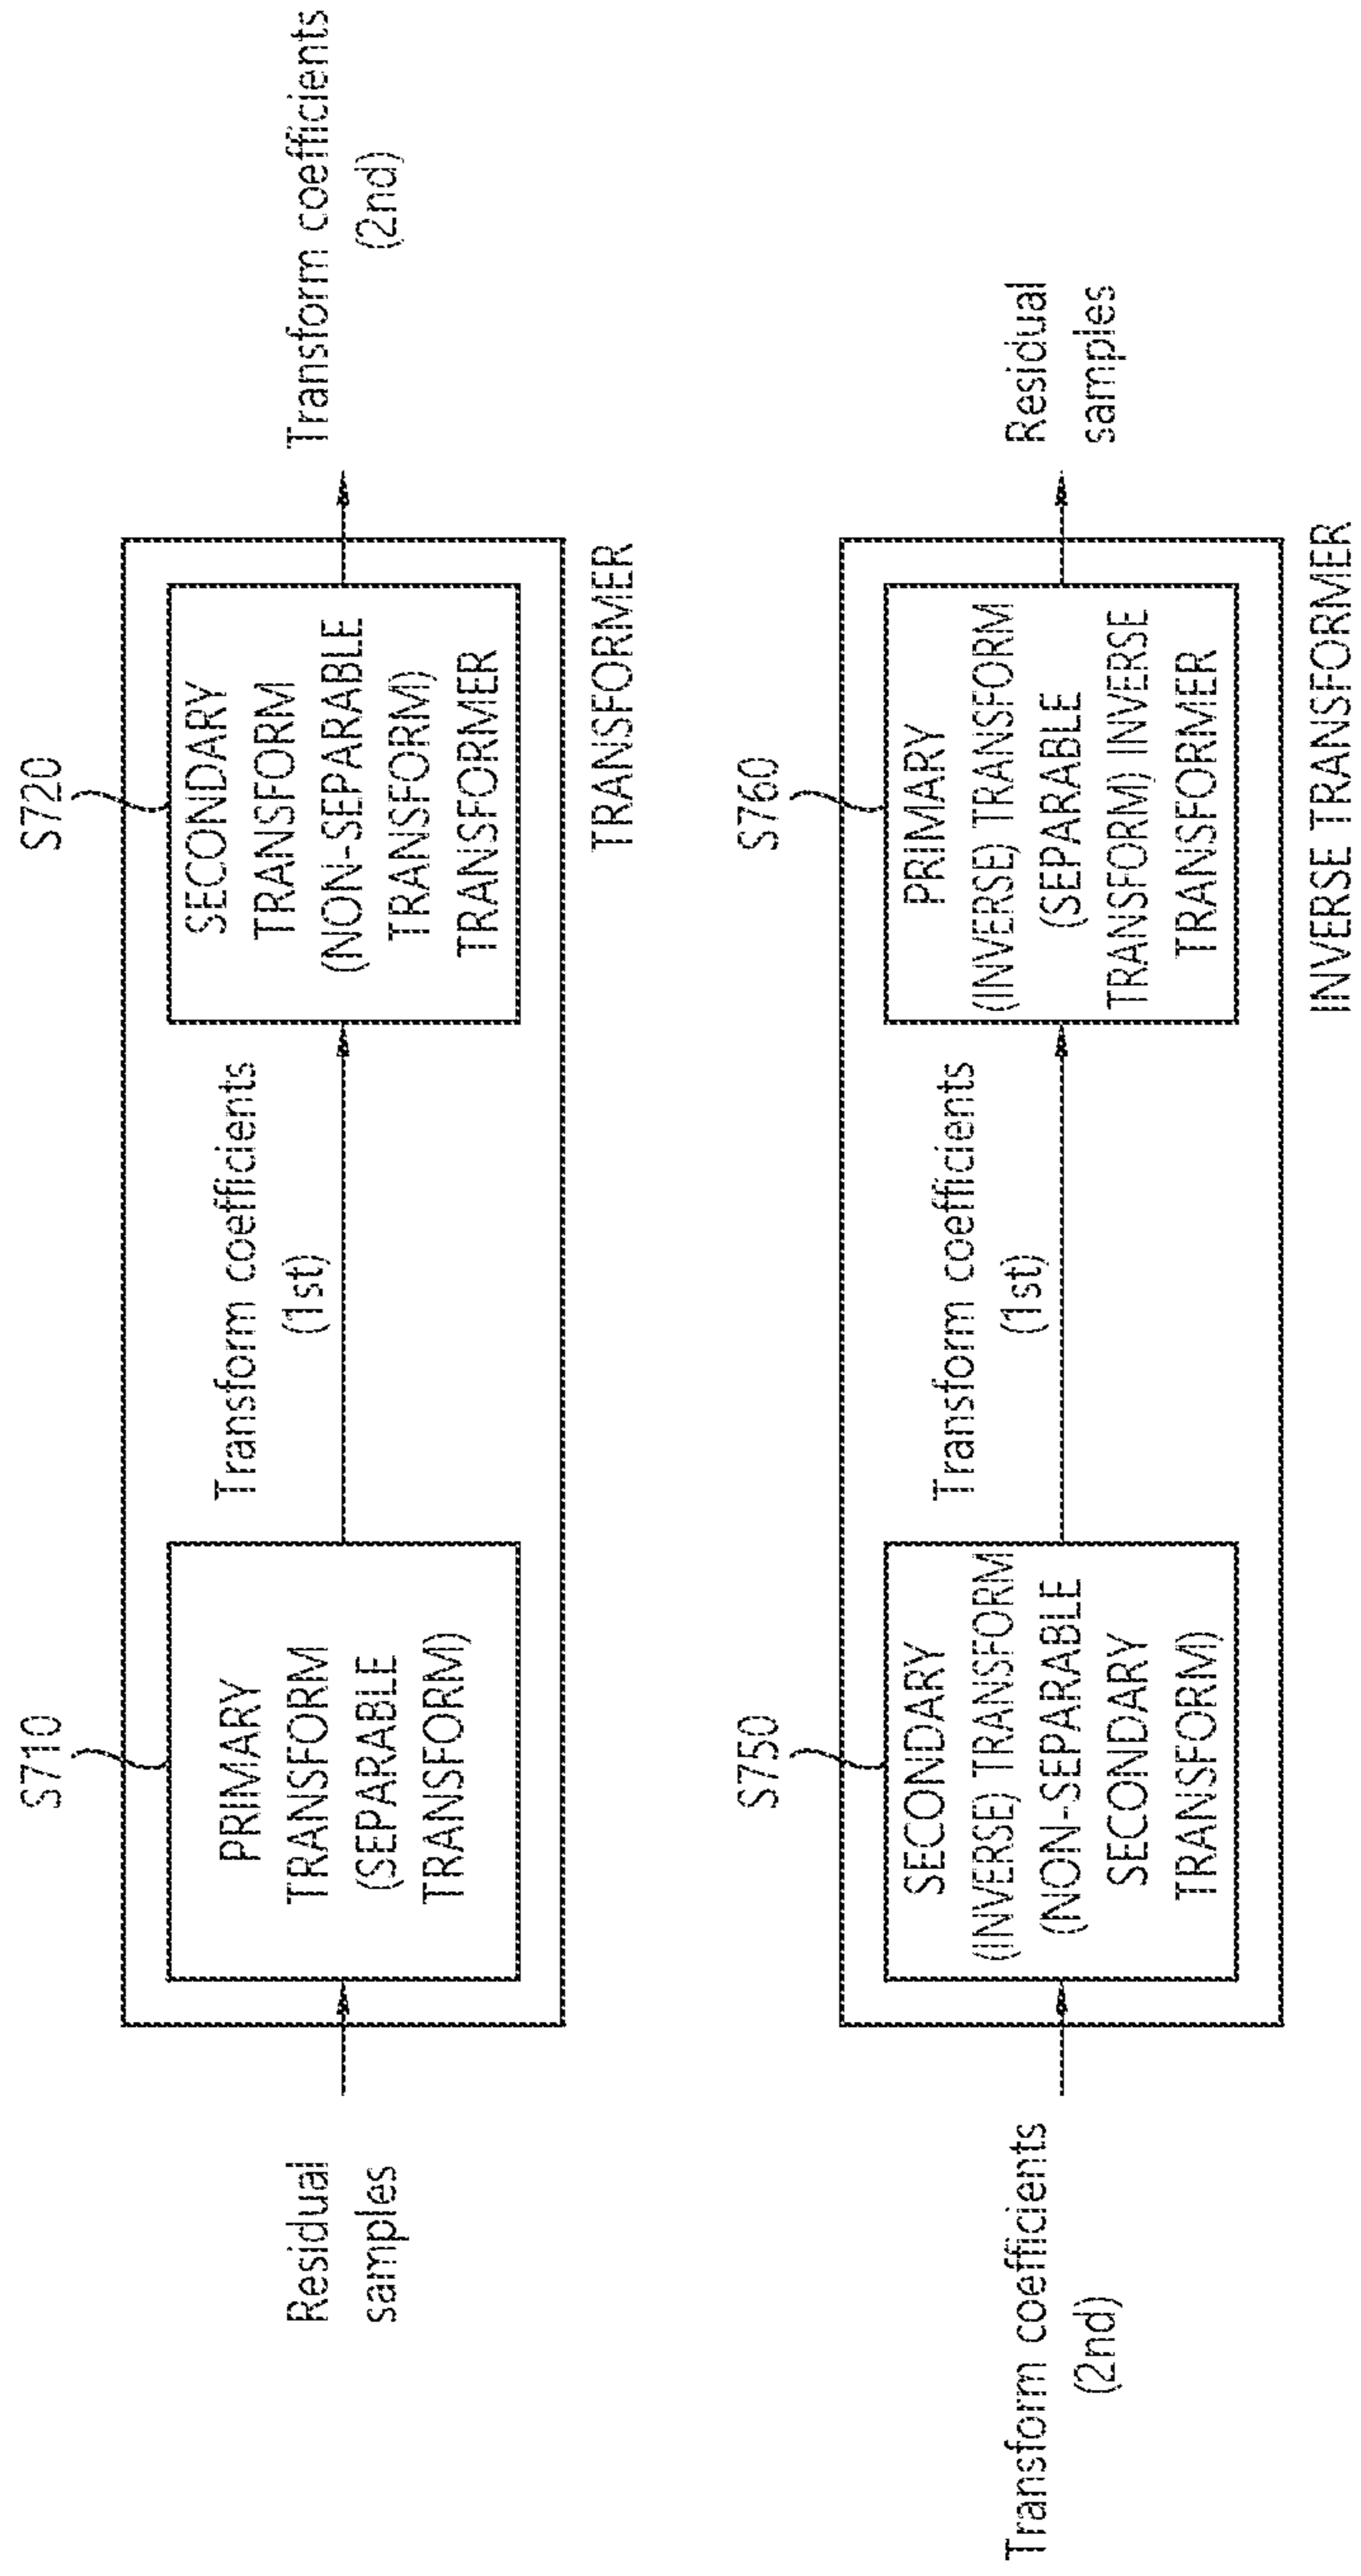 S710
S720
Residual
samples
PRIMARY
TRANSFORM
(SEPARABLE
TRANSFORM)
Transform coefficients
(1st)
SECONDARY
TRANSFORM
(NON-SEPARABLE
TRANSFORM)
TRANSFORMER
Transform coefficients
(2nd)
TRANSFORMER
S750
S760
Transform coefficients
(2nd)
SECONDARY
(INVERSE) TRANSFORM
(NON-SEPARABLE
SECONDARY
TRANSFORM)
Transform coefficients
(1st)
PRIMARY
(INVERSE) TRANSFORM
(SEPARABLE
TRANSFORM) INVERSE
TRANSFORMER
Residual
samples
INVERSE TRANSFORMER